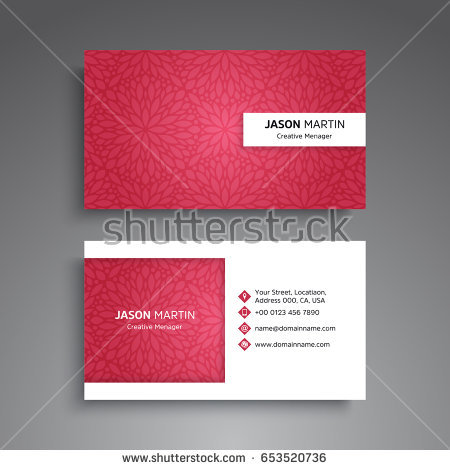 JASON MARTIN
Creative Menager
shutterstock®
JASON MARTIN
Creative Menager
Your Street, Locatiaon,
Address 000, CA, USA
+00 0123 456 7890
name@domainname.com
www.domainname.com
www.shutterstock.com · 653520736